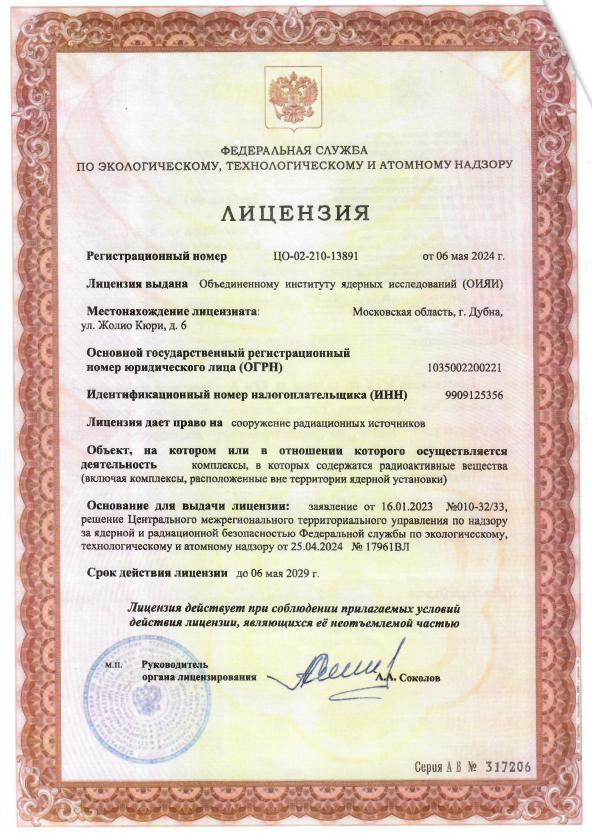 ФЕДЕРАЛЬНАЯ СЛУЖБА
ПО ЭКОЛОГИЧЕСКОМУ, ТЕХНОЛОГИЧЕСКОМУ И АТОМНОМУ НАДЗОРУ
ЛИЦЕНЗИЯ
Регистрационный номер ЦО-02-210-13891 от 06 мая 2024 г.
Лицензия выдана Объединенному институту ядерных исследований (ОИЯИ)
Местонахождение лицензиата: Московская область, г. Дубна,
ул. Жолио Кюри, д. 6
Основной государственный регистрационный
номер юридического лица (ОГРН) 1035002200221
Идентификационный номер налогоплательщика (ИНН) 9909125356
Лицензия дает право на сооружение радиационных источников
Объект, на котором или в отношении которого осуществляется
деятельность комплексы, в которых содержатся радиоактивные вещества
(включая комплексы, расположенные вне территории ядерной установки)
Основание для выдачи лицензии: заявление от 16.01.2023 №010-32/33,
решение Центрального межрегионального территориального управления по надзору
за ядерной и радиационной безопасностью Федеральной службы по экологическому,
технологическому и атомному надзору от 25.04.2024 № 17961ВЛ
Срок действия лицензии до 06 мая 2029 г.
Лицензия действует при соблюдении прилагаемых условий
действия лицензии, являющихся её неотъемлемой частью
М.П. Руководитель
органа лицензирования А.А. Соколов
Серия А В № 317206